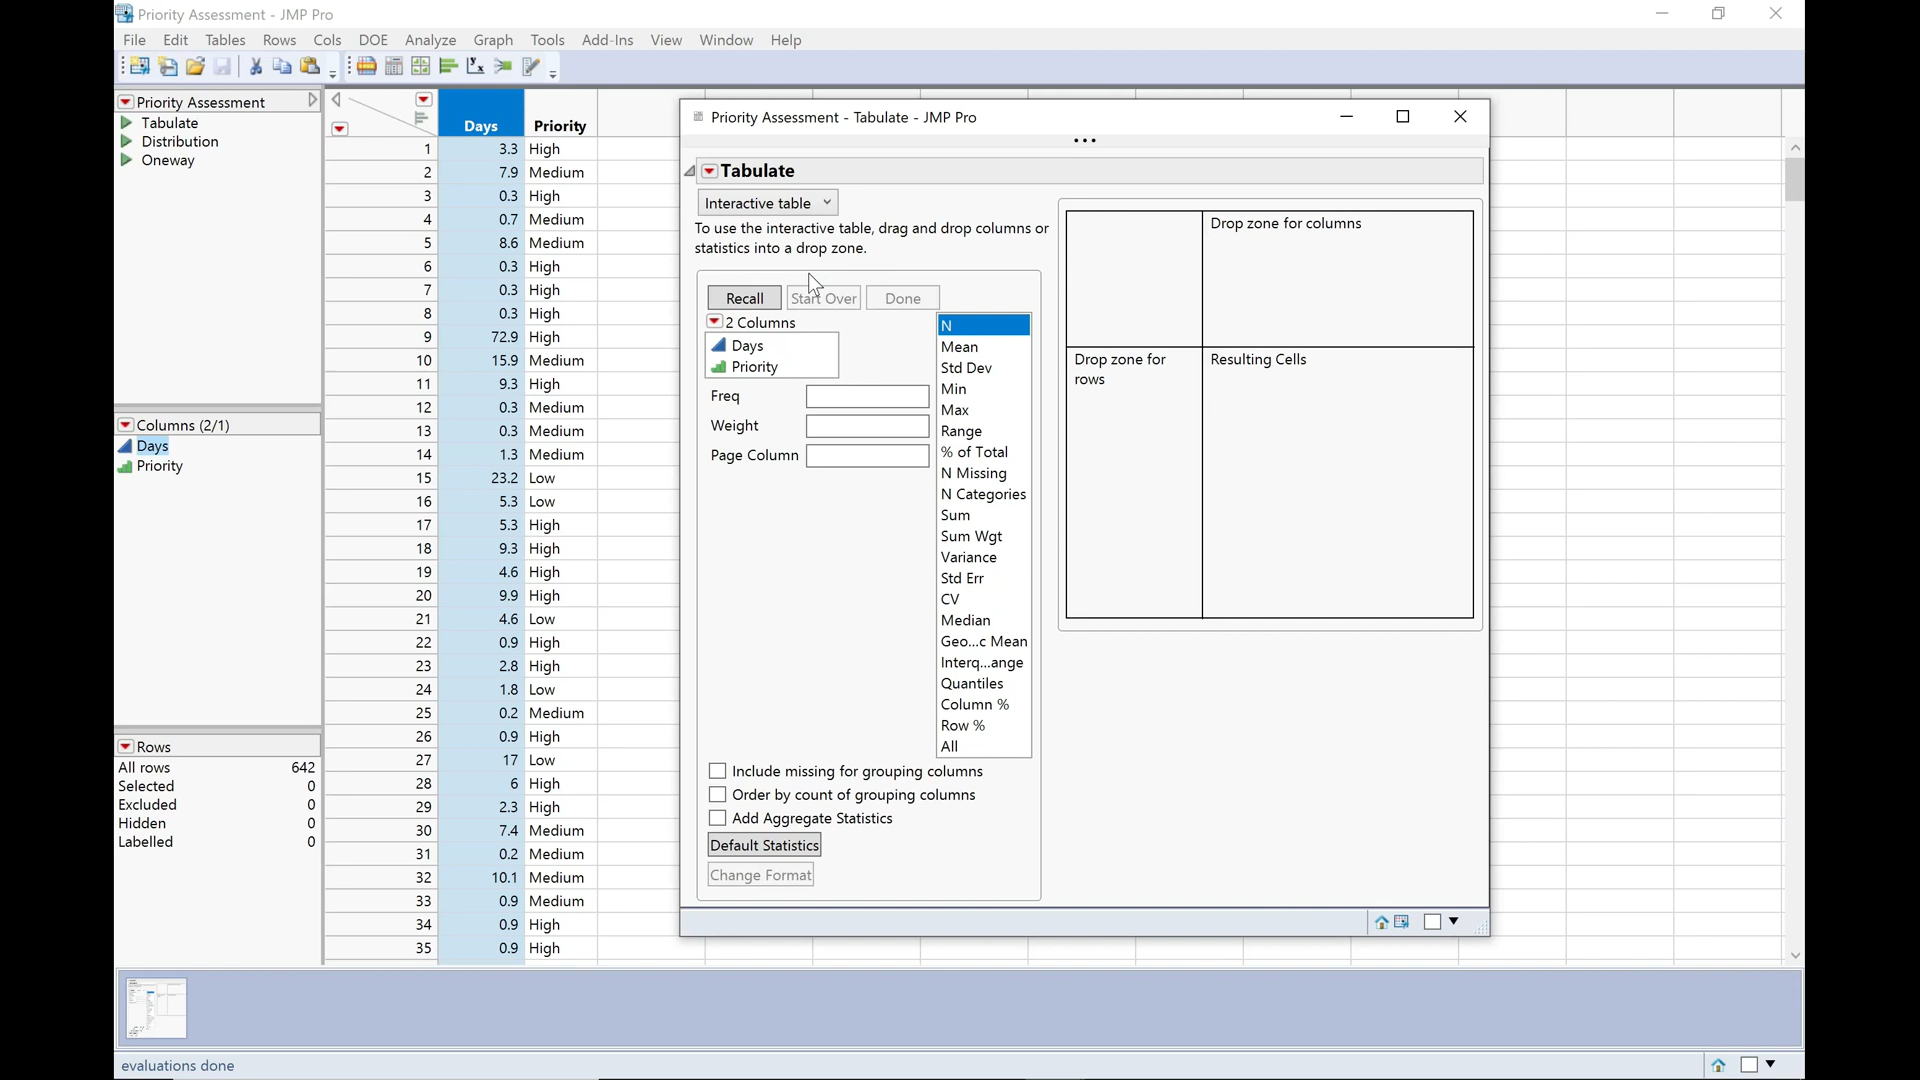 Priority Assessment - JMP Pro
File Edit Tables Rows Cols DOE Analyze Graph Tools Add-Ins View Window Help
Priority Assessment
Tabulate
Distribution
Oneway
Columns (2/1)
Days
Priority
Rows
All rows 642
Selected 0
Excluded 0
Hidden 0
Labelled 0
Days Priority
1 3.3 High
2 7.9 Medium
3 0.3 High
4 0.7 Medium
5 8.6 Medium
6 0.3 High
7 0.3 High
8 0.3 High
9 72.9 High
10 15.9 Medium
11 9.3 High
12 0.3 Medium
13 0.3 Medium
14 1.3 Medium
15 23.2 Low
16 5.3 Low
17 5.3 High
18 9.3 High
19 4.6 High
20 9.9 High
21 4.6 Low
22 0.9 High
23 2.8 High
24 1.8 Low
25 0.2 Medium
26 0.9 High
27 17 Low
28 6 High
29 2.3 High
30 7.4 Medium
31 0.2 Medium
32 10.1 Medium
33 0.9 Medium
34 0.9 High
35 0.9 High
Priority Assessment - Tabulate - JMP Pro
Tabulate
Interactive table
To use the interactive table, drag and drop columns or
statistics into a drop zone.
Recall Start Over Done
2 Columns
Days
Priority
Freq
Weight
Page Column
N
Mean
Std Dev
Min
Max
Range
% of Total
N Missing
N Categories
Sum
Sum Wgt
Variance
Std Err
CV
Median
Geo...c Mean
Interq...ange
Quantiles
Column %
Row %
All
Include missing for grouping columns
Order by count of grouping columns
Add Aggregate Statistics
Default Statistics
Change Format
Drop zone for columns
Drop zone for
rows
Resulting Cells
evaluations done